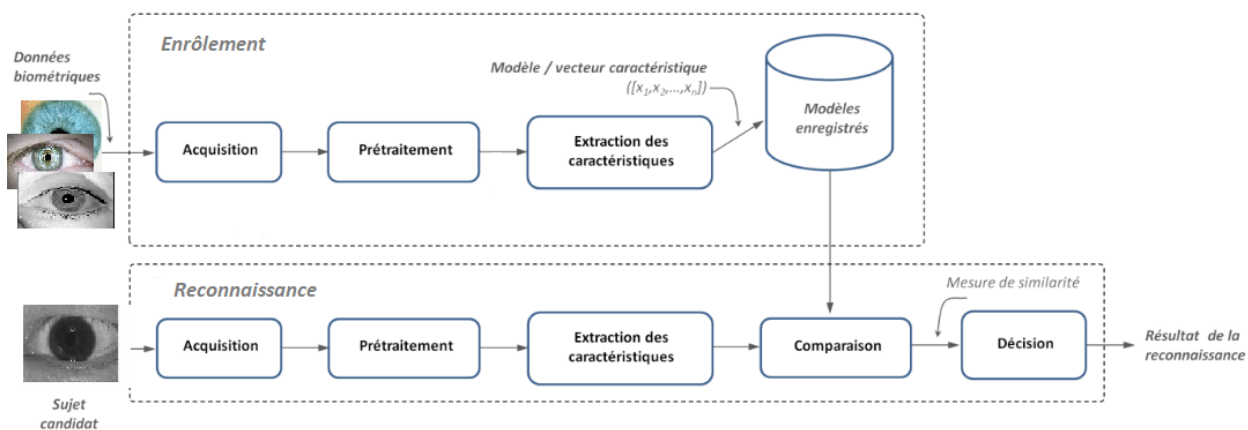 Enrôlement
Données
biométriques
Modèle / vecteur caractéristique
([x₁,x₂,...,xₙ])
Modèles
enregistrés
Acquisition
Prétraitement
Extraction des
caractéristiques
Reconnaissance
Mesure de similarité
Acquisition
Prétraitement
Extraction des
caractéristiques
Comparaison
Décision
Résultat de la
reconnaissance
Sujet
candidat